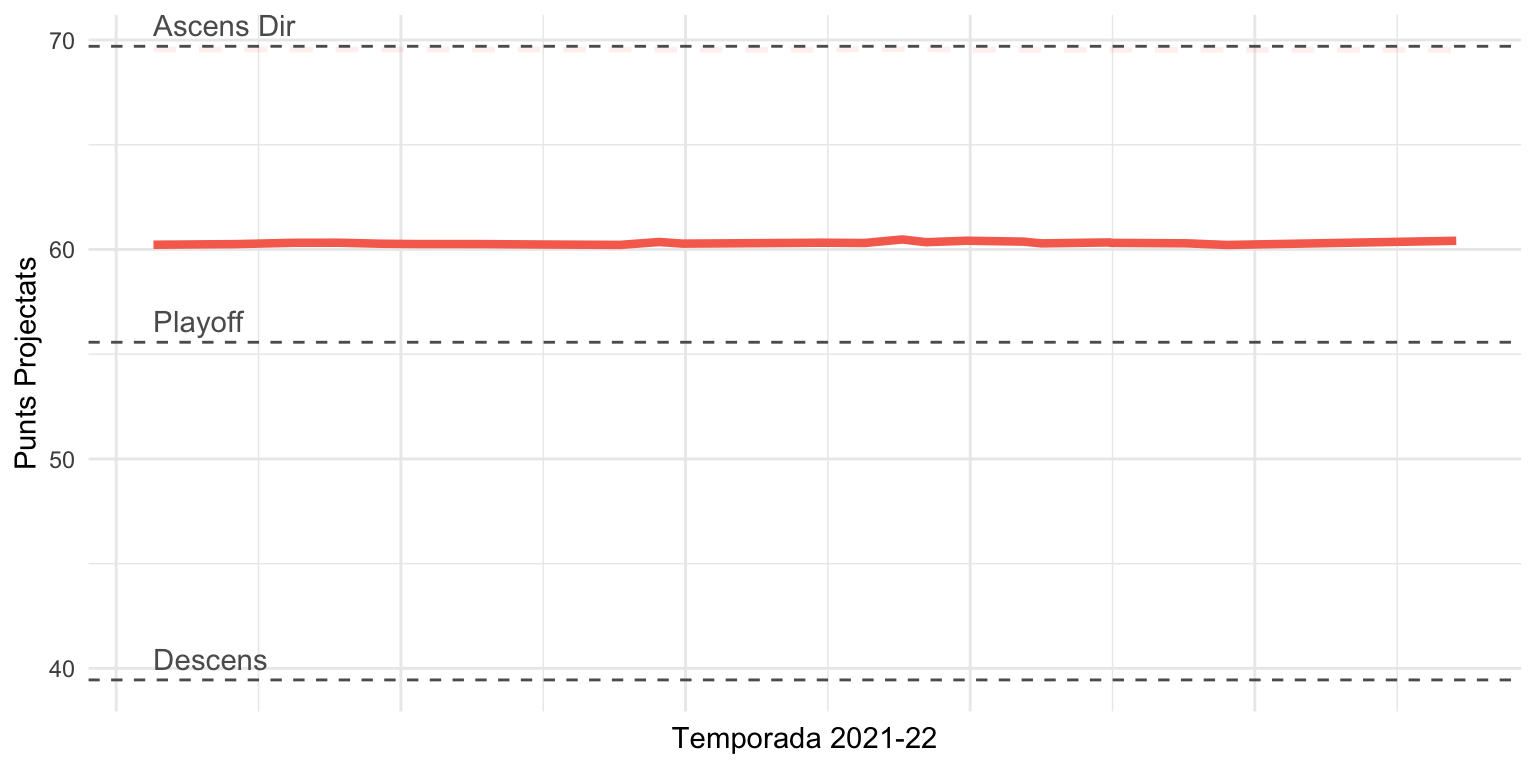 Ascens Dir
70
60
Playoff
50
Descens
40
Punts Projectats
Temporada 2021-22